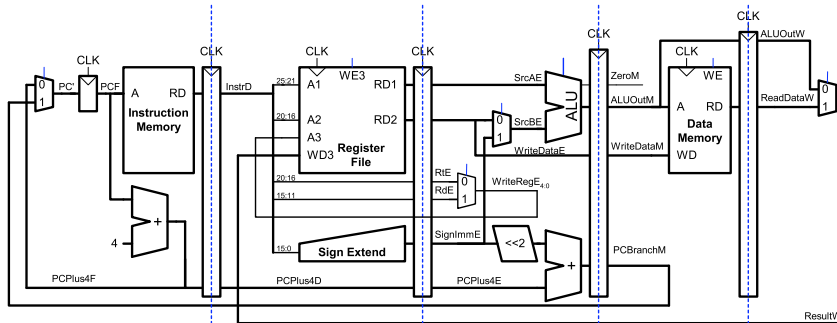 CLK
CLK
CLK
CLK
CLK
CLK
CLK
0
1
PC'
PCF
A
RD
Instruction
Memory
InstrD
25:21
20:16
A1
A2
A3
WD3
WE3
RD1
RD2
Register
File
SrcAE
0
1
SrcBE
WriteDataE
ALU
ZeroM
ALUOutM
WriteDataM
A
RD
WE
Data
Memory
WD
ALUOutW
ReadDataW
0
1
20:16
15:11
RtE
RdE
0
1
WriteRegE4:0
4
+
15:0
Sign Extend
SignImmE
<<2
+
PCBranchM
PCPlus4F
PCPlus4D
PCPlus4E
ResultW